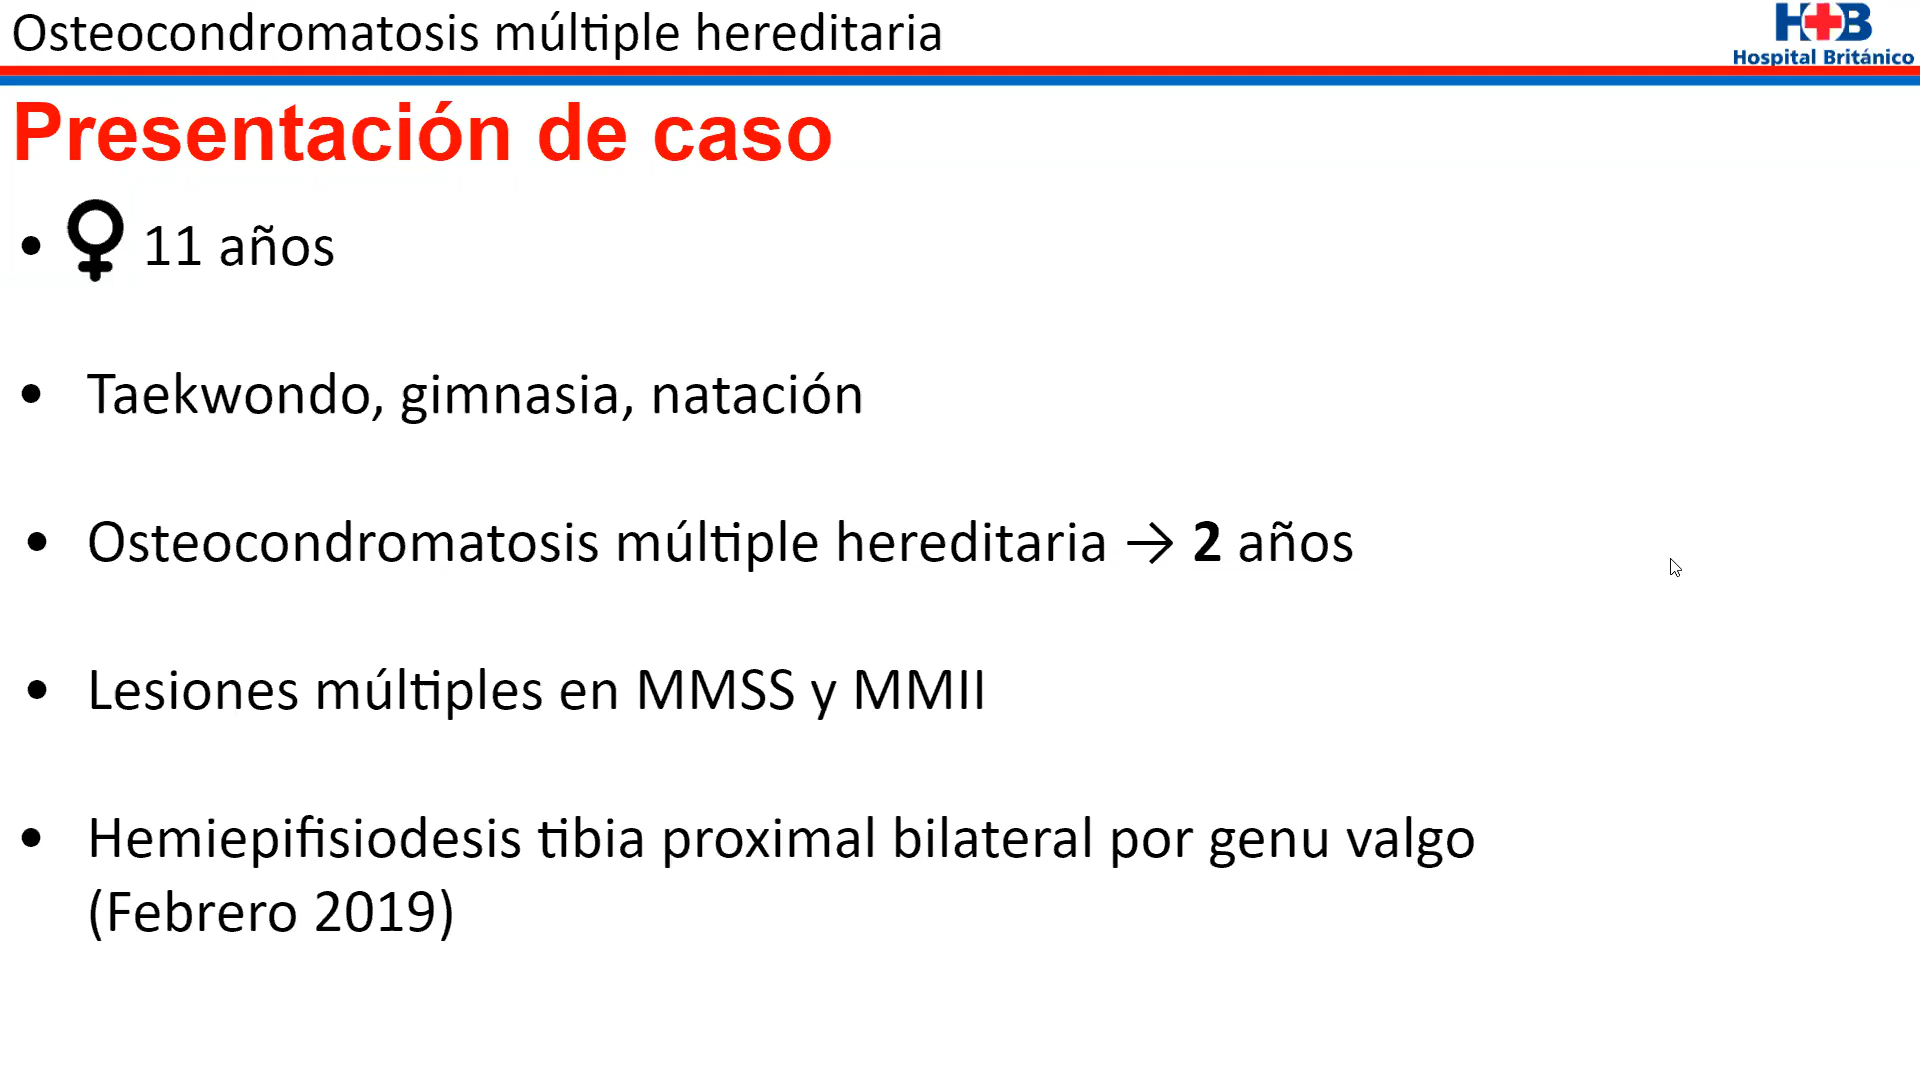 Osteocondromatosis múltiple hereditaria
H+B
Hospital Británico
Presentación de caso
• ♀ 11 años
• Taekwondo, gimnasia, natación
• Osteocondromatosis múltiple hereditaria → 2 años
• Lesiones múltiples en MMSS y MMII
• Hemiepifisiodesis tibia proximal bilateral por genu valgo
(Febrero 2019)